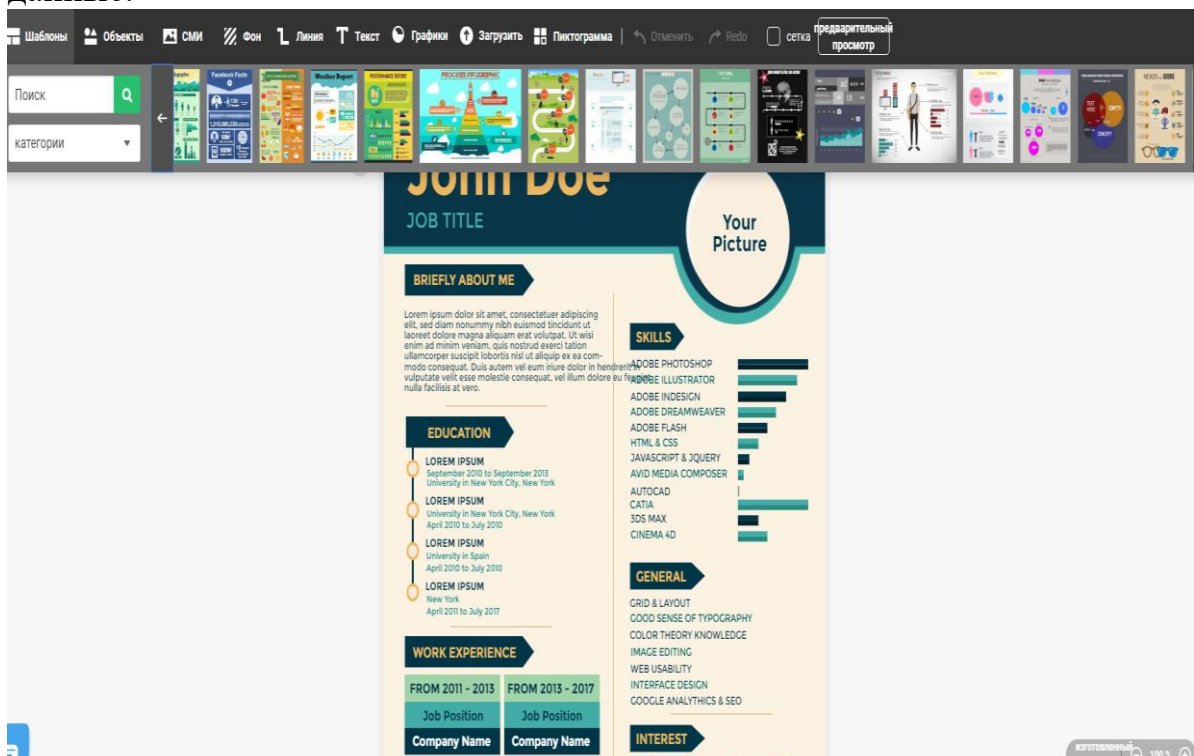 Шаблоны Объекты СМИ Фон Линия Текст Графики Загрузить Пиктограмма Отменить Redo сетка предварительный
просмотр
Поиск
категории
Facebook Facts
Weather Report
PROCESS INFOGRAPHIC
John Doe
JOB TITLE
Your
Picture
BRIEFLY ABOUT ME
Lorem ipsum dolor sit amet, consectetuer adipiscing
elit, sed diam nonummy nibh euismod tincidunt ut
laoreet dolore magna aliquam erat volutpat. Ut wisi
enim ad minim veniam, quis nostrud exerci tation
ullamcorper suscipit lobortis nisl ut aliquip ex ea com-
modo consequat. Duis autem vel eum iriure dolor in hendrerit in
vulputate velit esse molestie consequat, vel illum dolore eu feugiat
nulla facilisis at vero.
EDUCATION
LOREM IPSUM
September 2010 to September 2013
University in New York City, New York
LOREM IPSUM
University in New York City, New York
April 2010 to July 2010
LOREM IPSUM
University in Spain
April 2010 to July 2010
LOREM IPSUM
New York
April 2011 to July 2017
WORK EXPERIENCE
FROM 2011 - 2013 FROM 2013 - 2017
Job Position Job Position
Company Name Company Name
SKILLS
ADOBE PHOTOSHOP
ADOBE ILLUSTRATOR
ADOBE INDESIGN
ADOBE DREAMWEAVER
ADOBE FLASH
HTML & CSS
JAVASCRIPT & JQUERY
AVID MEDIA COMPOSER
AUTOCAD
CATIA
3DS MAX
CINEMA 4D
GENERAL
GRID & LAYOUT
GOOD SENSE OF TYPOGRAPHY
COLOR THEORY KNOWLEDGE
IMAGE EDITING
WEB USABILITY
INTERFACE DESIGN
GOOGLE ANALYTHICS & SEO
INTEREST
изготовленный
100 %